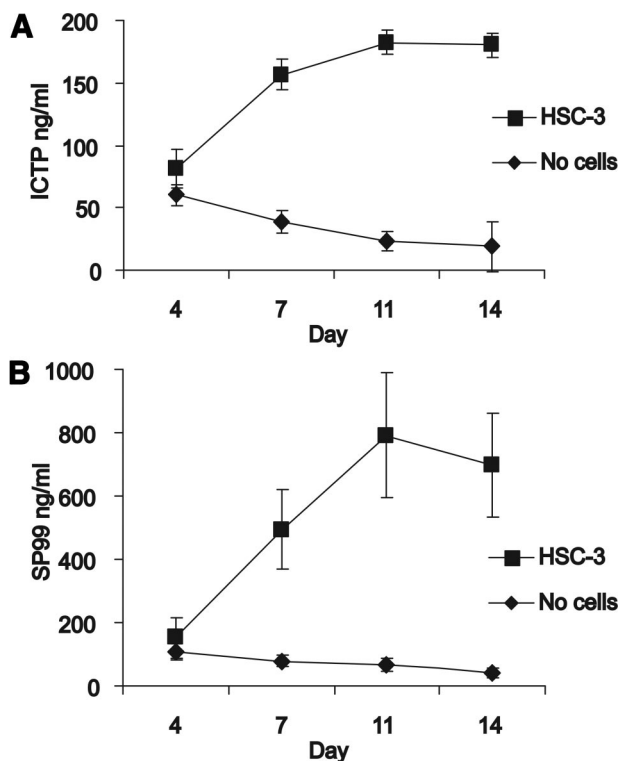 A
200
150
100
50
0
ICTP ng/ml
HSC-3
No cells
4 7 11 14
Day
B
1000
800
600
400
200
0
SP99 ng/ml
HSC-3
No cells
4 7 11 14
Day